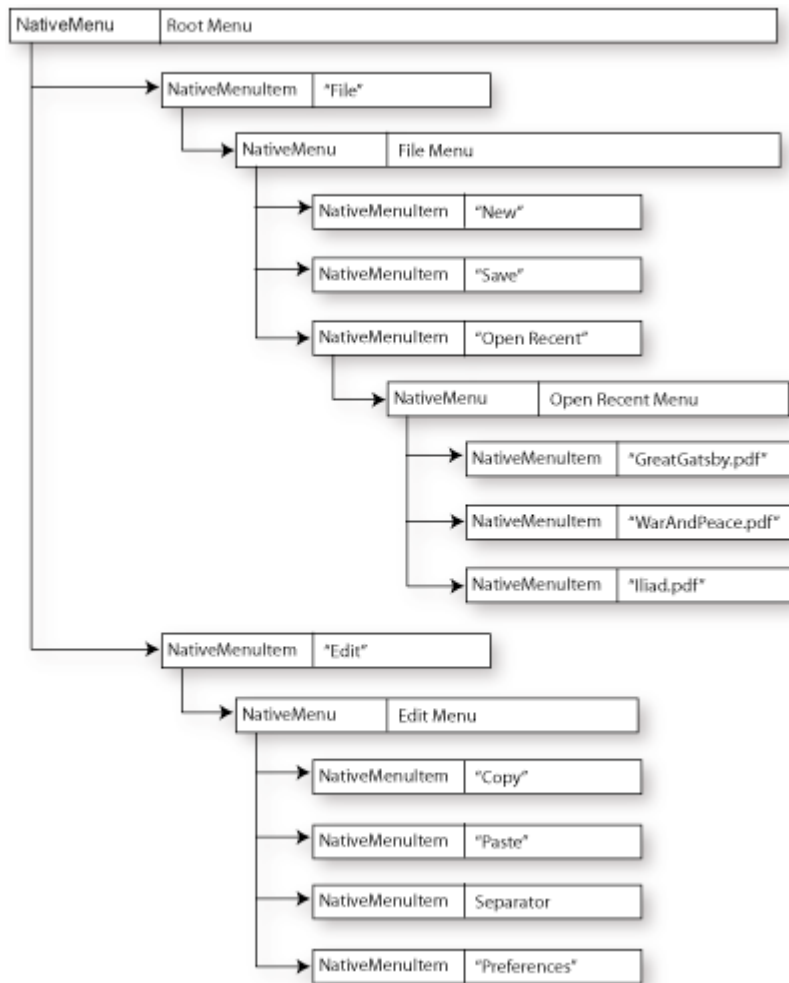 NativeMenu Root Menu
NativeMenuItem "File"
NativeMenu File Menu
NativeMenuItem "New"
NativeMenuItem "Save"
NativeMenuItem "Open Recent"
NativeMenu Open Recent Menu
NativeMenuItem "GreatGatsby.pdf"
NativeMenuItem "WarAndPeace.pdf"
NativeMenuItem "Iliad.pdf"
NativeMenuItem "Edit"
NativeMenu Edit Menu
NativeMenuItem "Copy"
NativeMenuItem "Paste"
NativeMenuItem Separator
NativeMenuItem "Preferences"